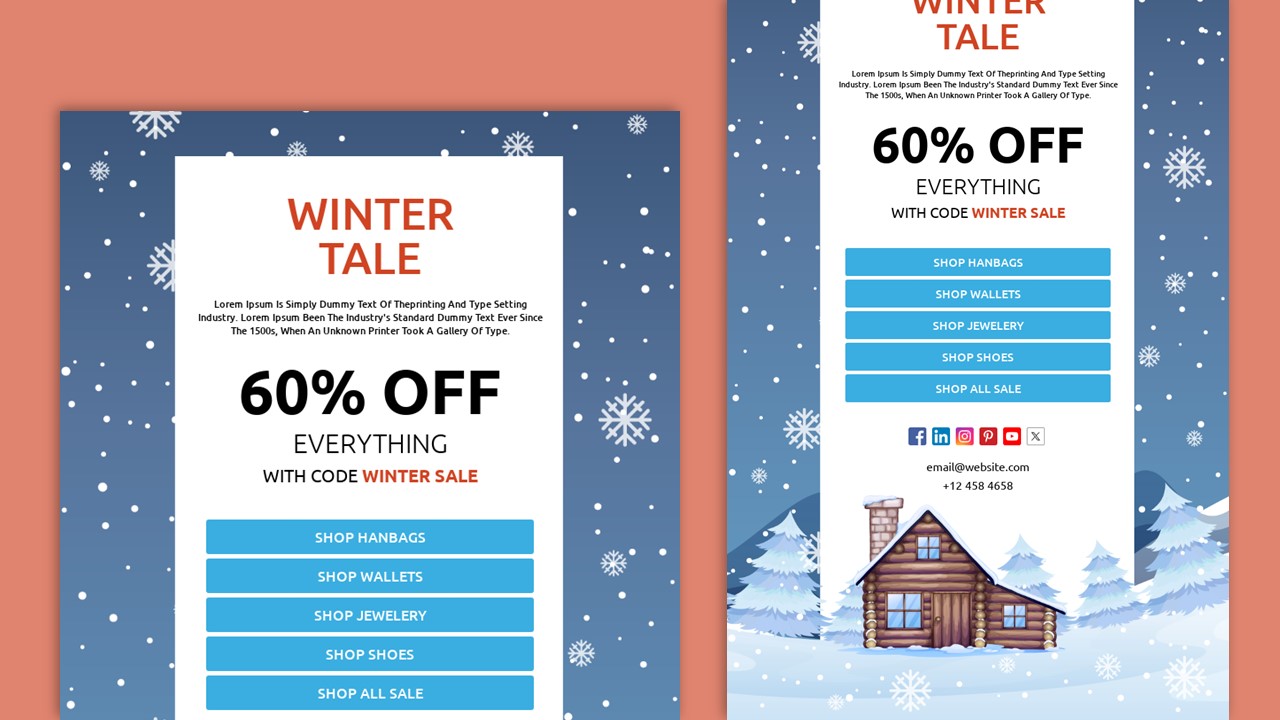 WINTER
TALE
Lorem Ipsum Is Simply Dummy Text Of Theprinting And Type Setting
Industry. Lorem Ipsum Been The Industry's Standard Dummy Text Ever Since
The 1500s, When An Unknown Printer Took A Gallery Of Type.
60% OFF
EVERYTHING
WITH CODE WINTER SALE
SHOP HANBAGS
SHOP WALLETS
SHOP JEWELERY
SHOP SHOES
SHOP ALL SALE
WINTER
TALE
Lorem Ipsum Is Simply Dummy Text Of Theprinting And Type Setting
Industry. Lorem Ipsum Been The Industry's Standard Dummy Text Ever Since
The 1500s, When An Unknown Printer Took A Gallery Of Type.
60% OFF
EVERYTHING
WITH CODE WINTER SALE
SHOP HANBAGS
SHOP WALLETS
SHOP JEWELERY
SHOP SHOES
SHOP ALL SALE
email@website.com
+12 458 4658